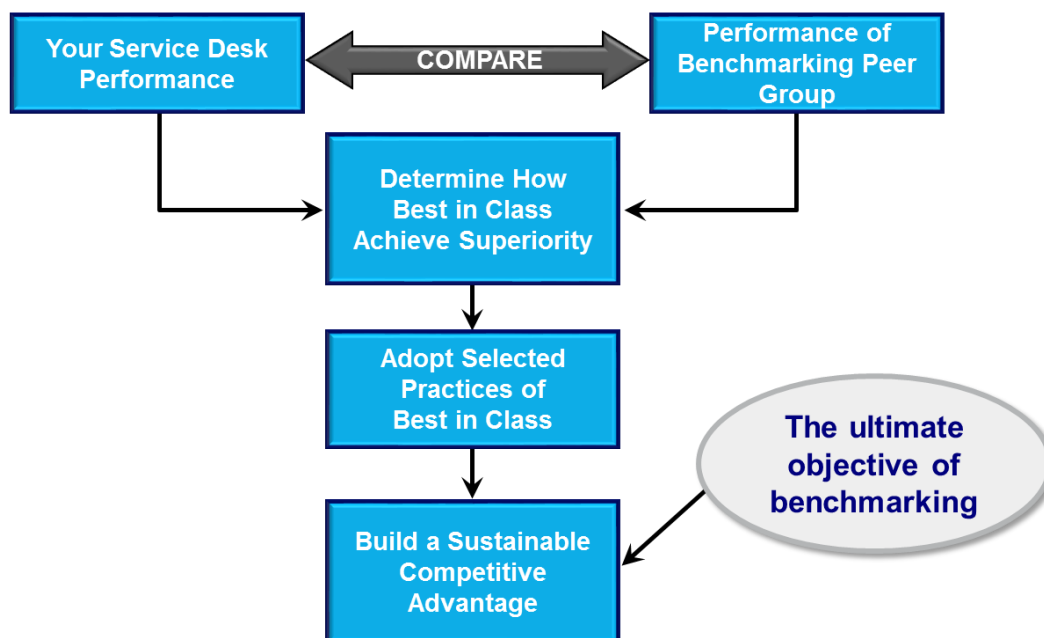 Your Service Desk
Performance
COMPARE
Performance of
Benchmarking Peer
Group
Determine How
Best in Class
Achieve Superiority
Adopt Selected
Practices of
Best in Class
The ultimate
objective of
benchmarking
Build a Sustainable
Competitive
Advantage